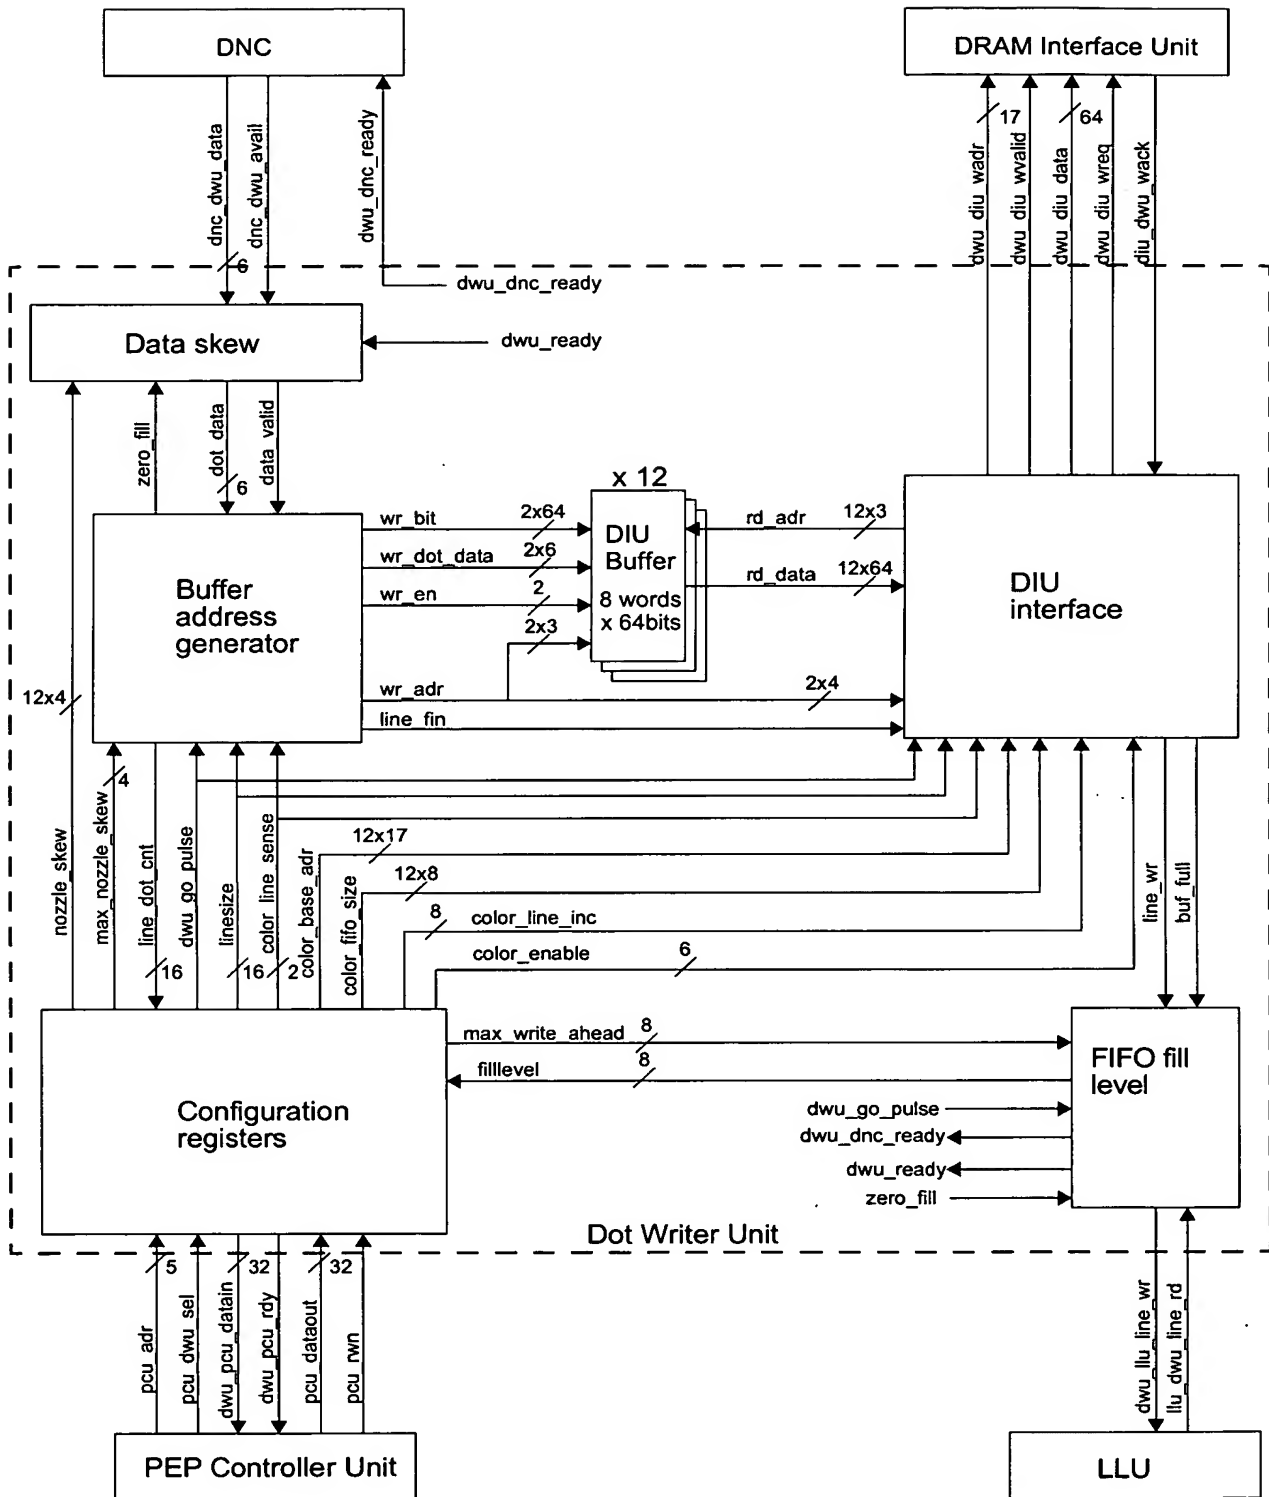 DNC
DRAM Interface Unit
dnc_dwu_data
dnc_dwu_avail
dwu_dnc_ready
6
dwu_diu_wadr
17
dwu_diu_wvalid
dwu_diu_data
64
dwu_diu_wreq
diu_dwu_wack
dwu_dnc_ready
Data skew
dwu_ready
zero_fill
dot_data
6
data_valid
x 12
wr_bit
2x64
DIU
Buffer
8 words
x 64bits
rd_adr
12x3
wr_dot_data
2x6
rd_data
12x64
wr_en
2
2x3
Buffer
address
generator
DIU
interface
wr_adr
2x4
line_fin
12x4
nozzle_skew
4
max_nozzle_skew
line_dot_cnt
16
dwu_go_pulse
linesize
16
color_line_sense
2
color_base_adr
12x17
color_fifo_size
12x8
8
color_line_inc
color_enable
6
line_wr
buf_full
max_write_ahead
8
filllevel
8
FIFO fill
level
Configuration
registers
dwu_go_pulse
dwu_dnc_ready
dwu_ready
zero_fill
Dot Writer Unit
pcu_adr
5
pcu_dwu_sel
dwu_pcu_datain
32
dwu_pcu_rdy
pcu_dataout
32
pcu_rwn
dwu_llu_line_wr
llu_dwu_line_rd
PEP Controller Unit
LLU